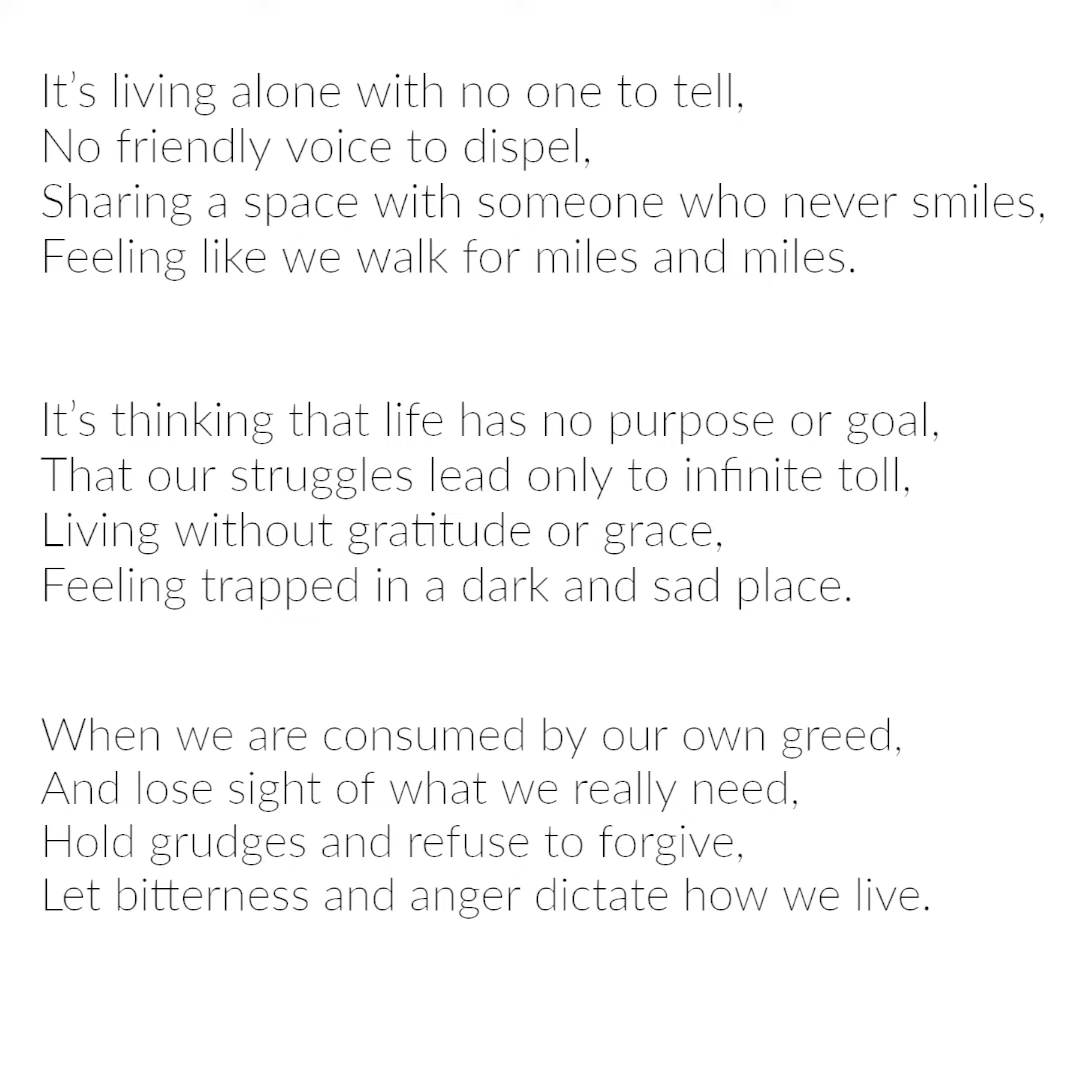 It’s living alone with no one to tell,
No friendly voice to dispel,
Sharing a space with someone who never smiles,
Feeling like we walk for miles and miles.
It’s thinking that life has no purpose or goal,
That our struggles lead only to infinite toll,
Living without gratitude or grace,
Feeling trapped in a dark and sad place.
When we are consumed by our own greed,
And lose sight of what we really need,
Hold grudges and refuse to forgive,
Let bitterness and anger dictate how we live.